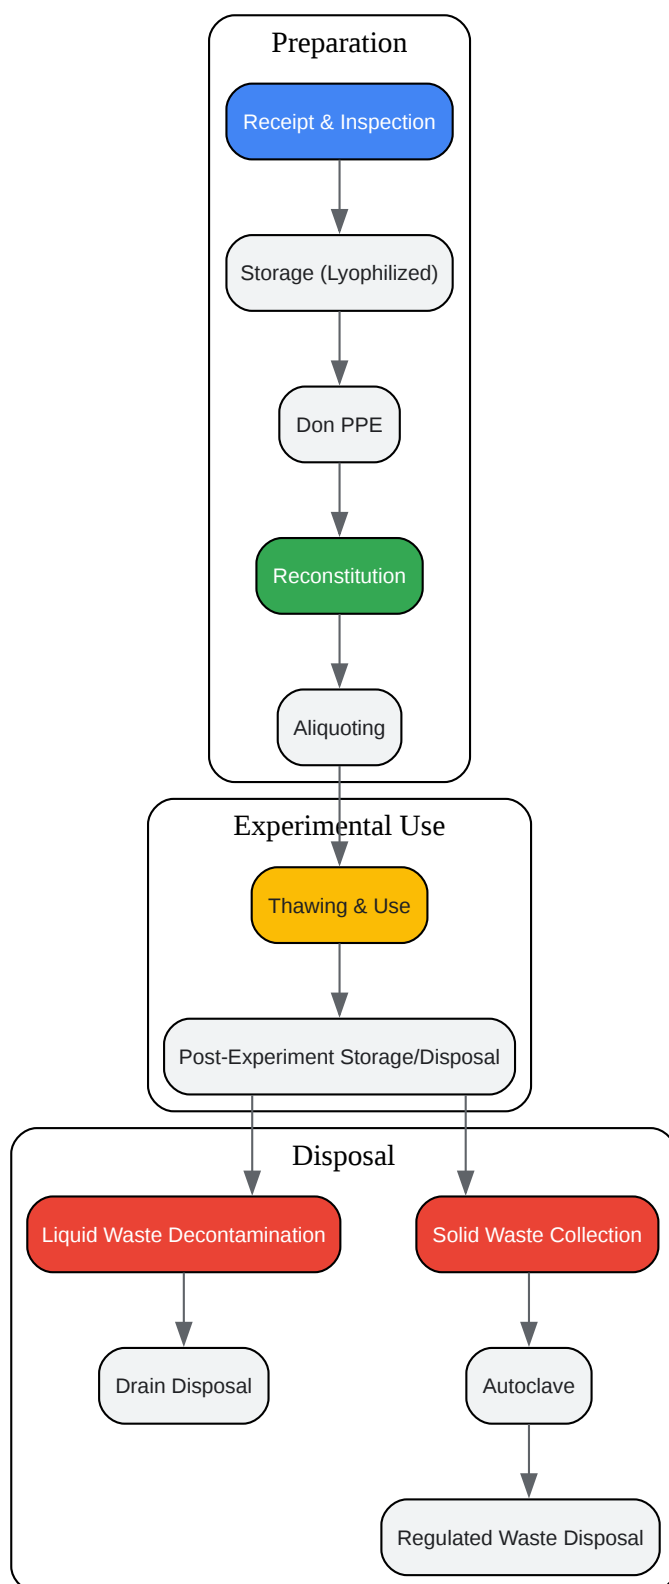 Preparation
Receipt & Inspection
Storage (Lyophilized)
Don PPE
Reconstitution
Aliquoting
Experimental Use
Thawing & Use
Post-Experiment Storage/Disposal
Disposal
Liquid Waste Decontamination
Solid Waste Collection
Drain Disposal
Autoclave
Regulated Waste Disposal